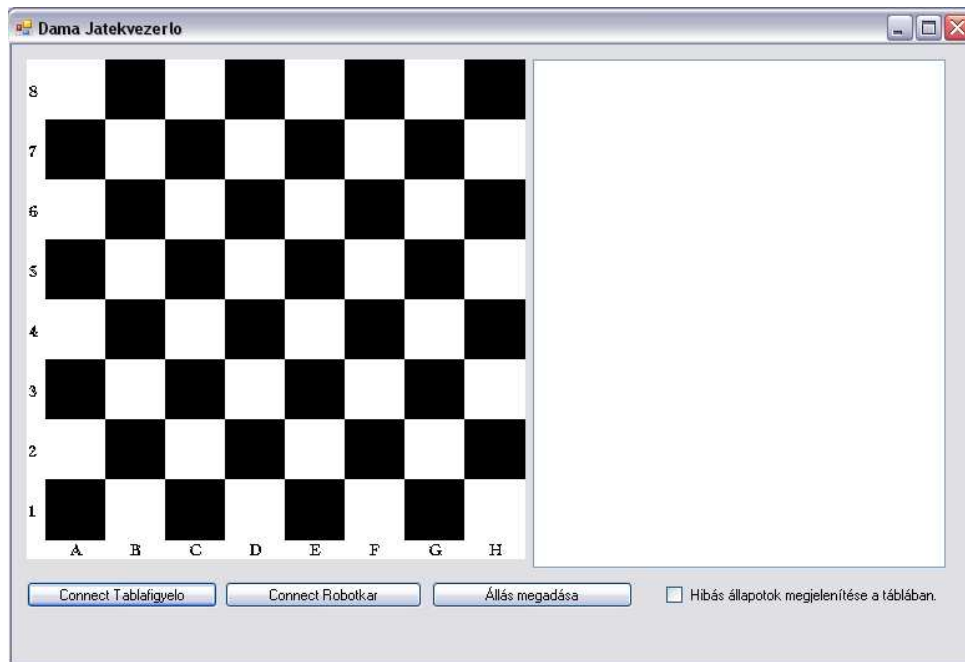 Dama Jatekvezerlo
8
7
6
5
4
3
2
1
A B C D E F G H
Connect Tablafigyelo Connect Robotkar Állás megadása Hibás állapotok megjelenítése a táblában.